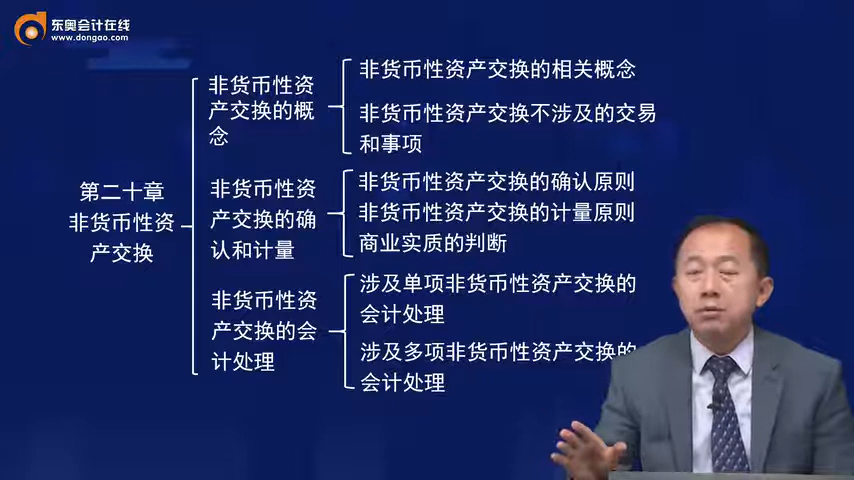 东奥会计在线
www.dongao.com
第二十章
非货币性资
产交换
非货币性资
产交换的概
念
非货币性资产交换的相关概念
非货币性资产交换不涉及的交易
和事项
非货币性资
产交换的确
认和计量
非货币性资产交换的确认原则
非货币性资产交换的计量原则
商业实质的判断
非货币性资
产交换的会
计处理
涉及单项非货币性资产交换的
会计处理
涉及多项非货币性资产交换的
会计处理